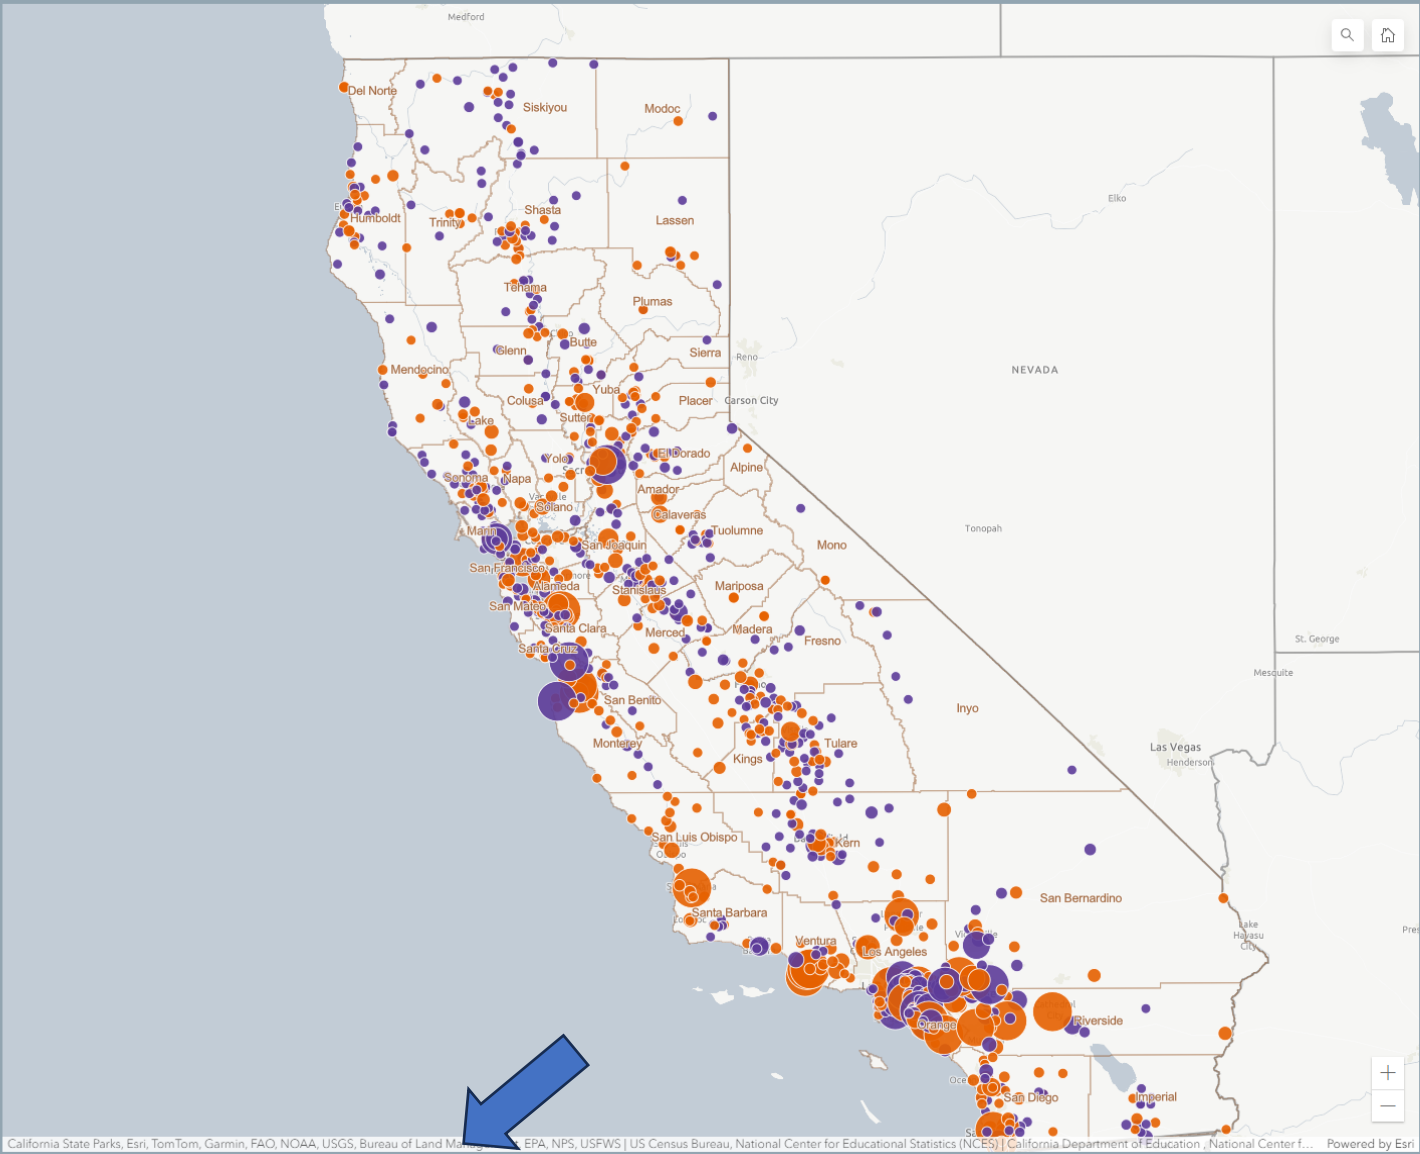 Medford
Del Norte
Siskiyou
Modoc
Elko
Humboldt
Trinity
Shasta
Lassen
Tehama
Plumas
Glenn
Butte
Sierra
Reno
NEVADA
Mendecino
Colusa
Yuba
Placer
Carson City
Lake
Sutter
Yolo
El Dorado
Alpine
Sonoma
Napa
Amador
Solano
Calaveras
Tuolumne
Tonopah
Marin
San Joaquin
Mono
San Francisco
Alameda
Stanislaus
Mariposa
San Mateo
Santa Clara
Merced
Madera
Fresno
St. George
Santa Cruz
Mesquite
San Benito
Inyo
Monterey
Kings
Tulare
Las Vegas
Henderson
San Luis Obispo
Kern
San Bernardino
Santa Barbara
Ventura
Los Angeles
Lake
Havasu
City
Orange
Riverside
San Diego
Imperial
California State Parks, Esri, TomTom, Garmin, FAO, NOAA, USGS, Bureau of Land EPA, NPS, USFWS | US Census Bureau, National Center for Educational Statistics (NCES) | California Department of Education , National Center f... Powered by Esri